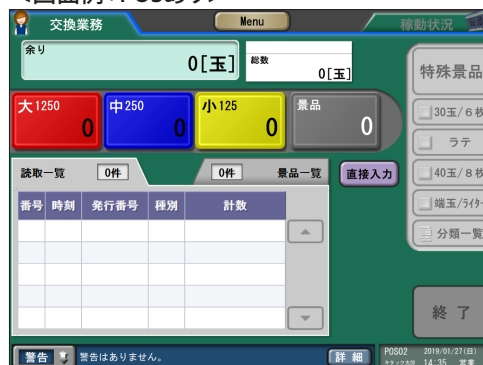 交換業務
Menu
稼動状況
余り
0[玉]
総数
0[玉]
特殊景品
大1250
0
中250
0
小125
0
景品
0
30玉/6枚
ラテ
読取一覧
0件
0件
景品一覧
直接入力
40玉/8枚
番号 時刻 発行番号 種別 計数
端玉/ライター
分類一覧
終了
警告
警告はありません。
詳細
POS02
2019/01/27(日)
14:35
営業